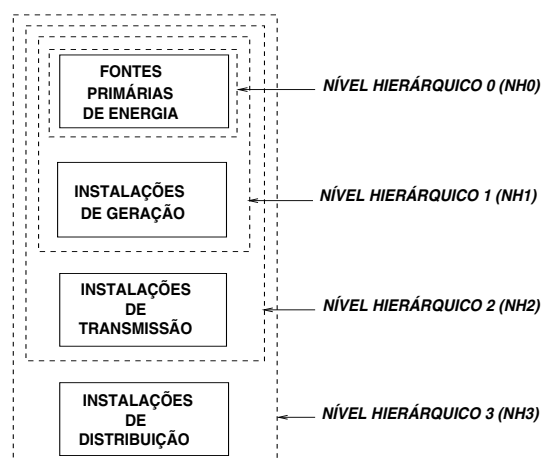 FONTES
PRIMÁRIAS
DE ENERGIA
NÍVEL HIERÁRQUICO 0 (NH0)
INSTALAÇÕES
DE GERAÇÃO
NÍVEL HIERÁRQUICO 1 (NH1)
INSTALAÇÕES
DE
TRANSMISSÃO
NÍVEL HIERÁRQUICO 2 (NH2)
INSTALAÇÕES
DE
DISTRIBUIÇÃO
NÍVEL HIERÁRQUICO 3 (NH3)